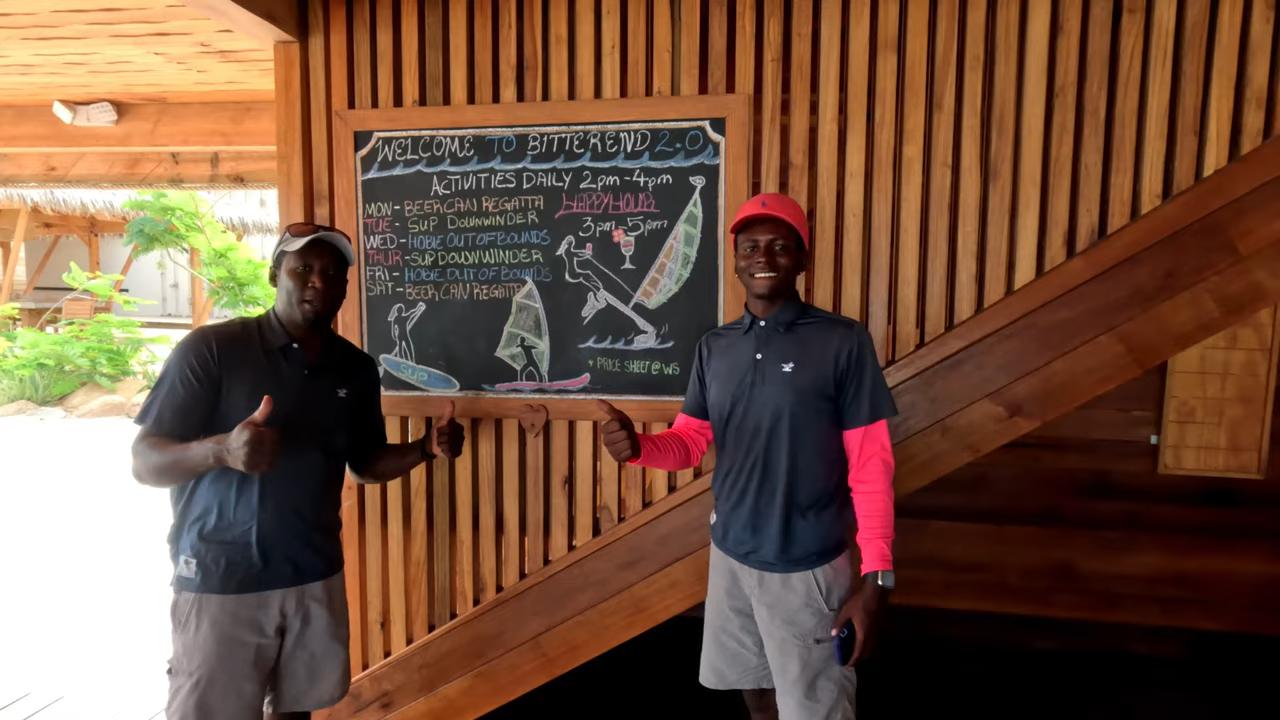 WELCOME TO BITTEREND 2.0
ACTIVITIES DAILY 2pm-4pm
MON-BEER CAN REGATTA
TUE-SUP DOWNWINDER
WED-HOBIE OUT OF BOUNDS
THUR-SUP DOWNWINDER
FRI-HOBIE OUT OF BOUNDS
SAT-BEER CAN REGATTA
HAPPY HOUR
3pm-5pm
SUP
* PRICE SHEET @ WS